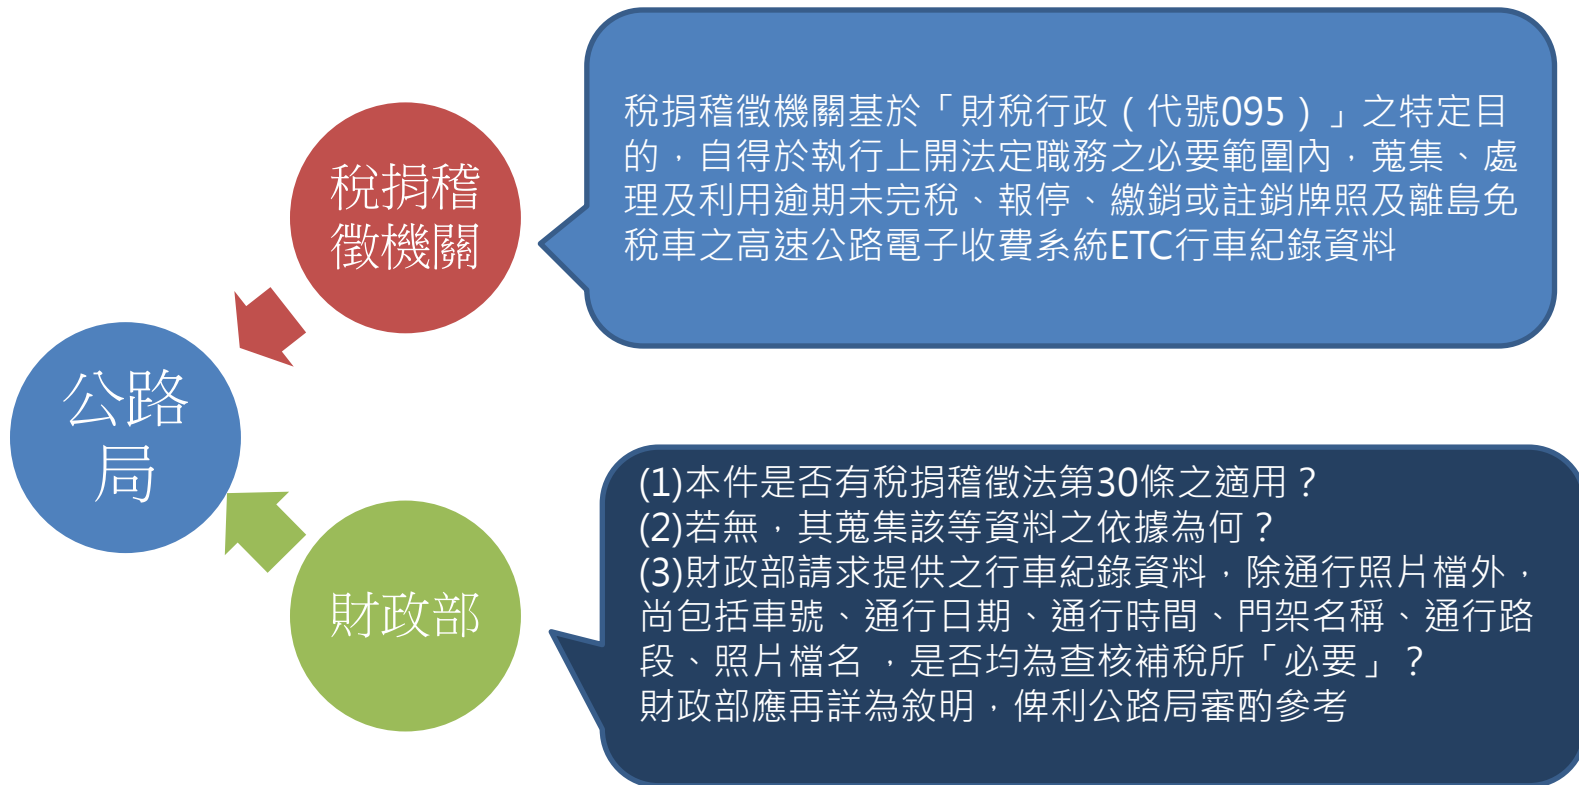 稅捐稽
徵機關
稅捐稽徵機關基於「財稅行政（代號095）」之特定目
的，自得於執行上開法定職務之必要範圍內，蒐集、處
理及利用逾期未完稅、報停、繳銷或註銷牌照及離島免
稅車之高速公路電子收費系統ETC行車紀錄資料
公路
局
財政部
(1)本件是否有稅捐稽徵法第30條之適用？
(2)若無，其蒐集該等資料之依據為何？
(3)財政部請求提供之行車紀錄資料，除通行照片檔外，
尚包括車號、通行日期、通行時間、門架名稱、通行路
段、照片檔名 ，是否均為查核補稅所「必要」？
財政部應再詳為敘明，俾利公路局審酌參考